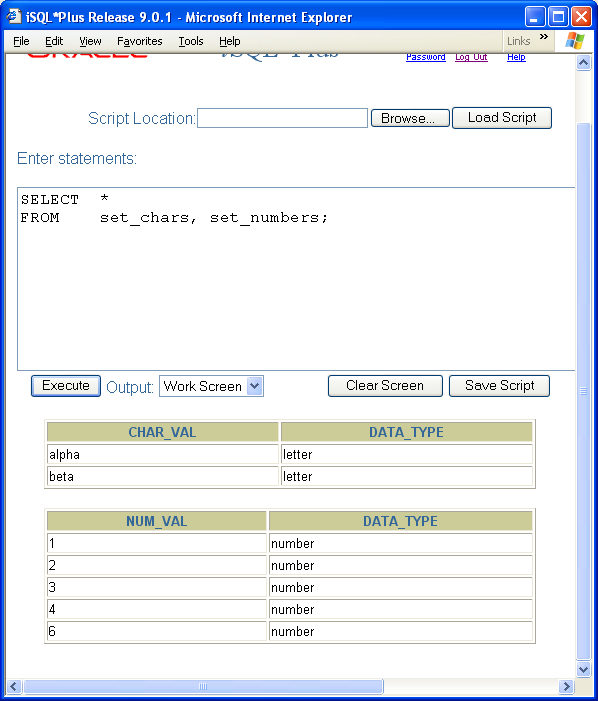 iSQL*Plus Release 9.0.1 - Microsoft Internet Explorer
File Edit View Favorites Tools Help Links »
Password Log Out Help
Script Location: Browse... Load Script
Enter statements:
SELECT *
FROM set_chars, set_numbers;
Execute Output: Work Screen Clear Screen Save Script
CHAR_VAL DATA_TYPE
alpha letter
beta letter
NUM_VAL DATA_TYPE
1 number
2 number
3 number
4 number
6 number